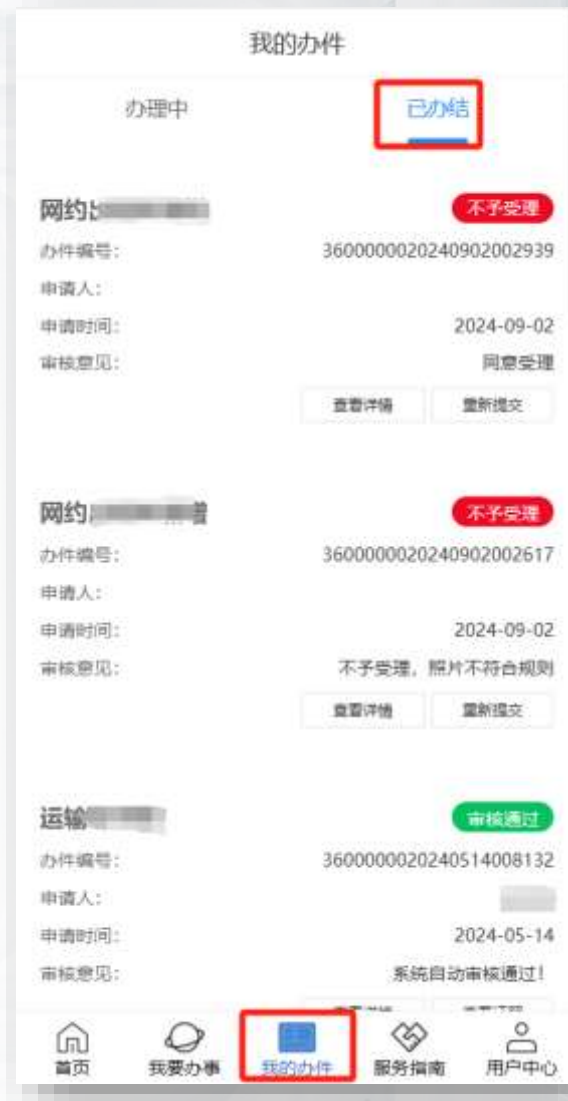 我的办件
办理中 已办结
网约 不予受理
办件编号: 3600000020240902002939
申请人:
申请时间: 2024-09-02
审核意见: 同意受理
查看详情 重新提交
网约 不予受理
办件编号: 3600000020240902002617
申请人:
申请时间: 2024-09-02
审核意见: 不予受理，照片不符合规则
查看详情 重新提交
运输 审核通过
办件编号: 3600000020240514008132
申请人:
申请时间: 2024-05-14
审核意见: 系统自动审核通过！
首页 我要办事 我的办件 服务指南 用户中心